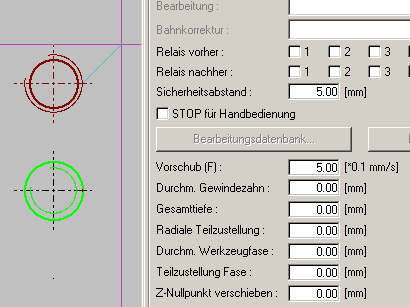 Bearbeitung :
Bahnkorrektur :
Relais vorher : 1 2 3
Relais nachher : 1 2 3
Sicherheitsabstand : 5.00 [mm]
STOP für Handbedienung
Bearbeitungsdatenbank...
Vorschub (F) : 5.00 [*0.1 mm/s]
Durchm. Gewindezahn : 0.00 [mm]
Gesamttiefe : 0.00 [mm]
Radiale Teilzustellung : 0.00 [mm]
Durchm. Werkzeugfase : 0.00 [mm]
Teilzustellung Fase : 0.00 [mm]
Z-Nullpunkt verschieben : 0.00 [mm]